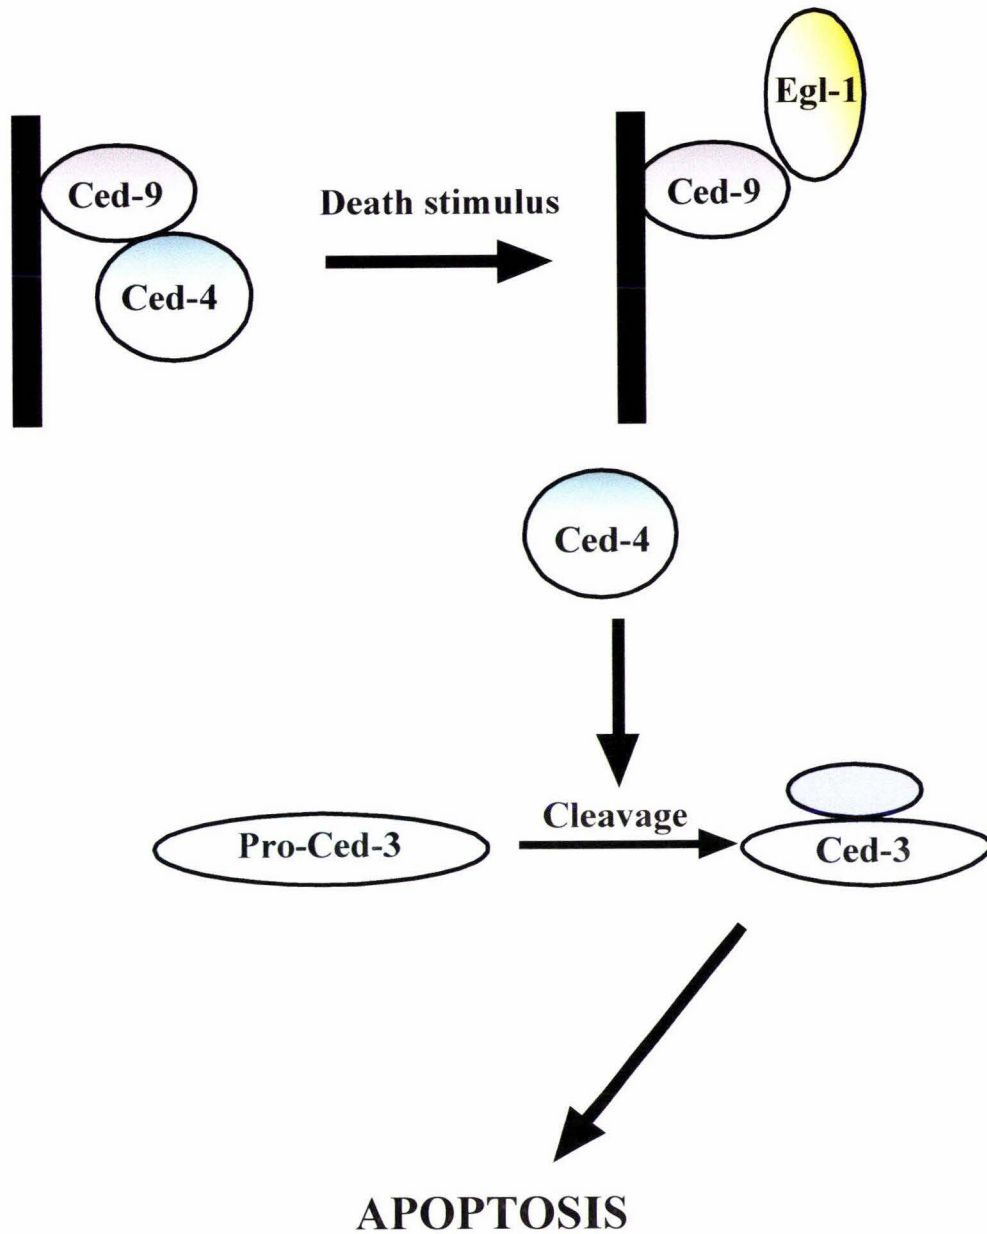 Egl-1
Ced-9
Death stimulus
Ced-9
Ced-4
Ced-4
Cleavage
Pro-Ced-3
Ced-3
APOPTOSIS